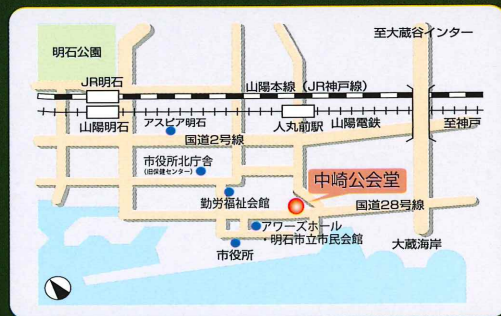 明石公園
至大蔵谷インター
JR明石
山陽本線(JR神戸線)
山陽明石
アスピア明石
人丸前駅
山陽電鉄
至神戸
国道2号線
市役所北庁舎
(旧保健センター)
中崎公会堂
勤労福祉会館
国道28号線
アワーズホール
・明石市立市民会館
市役所
大蔵海岸